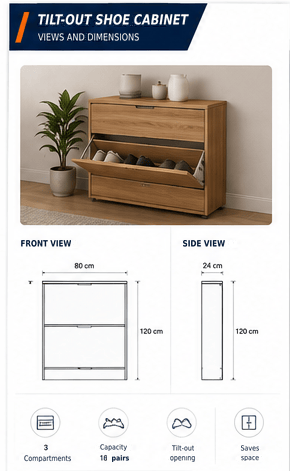 TILT-OUT SHOE CABINET
VIEWS AND DIMENSIONS
FRONT VIEW
SIDE VIEW
80 cm
24 cm
120 cm
120 cm
3
Compartments
Capacity
18 pairs
Tilt-out
opening
Saves
space